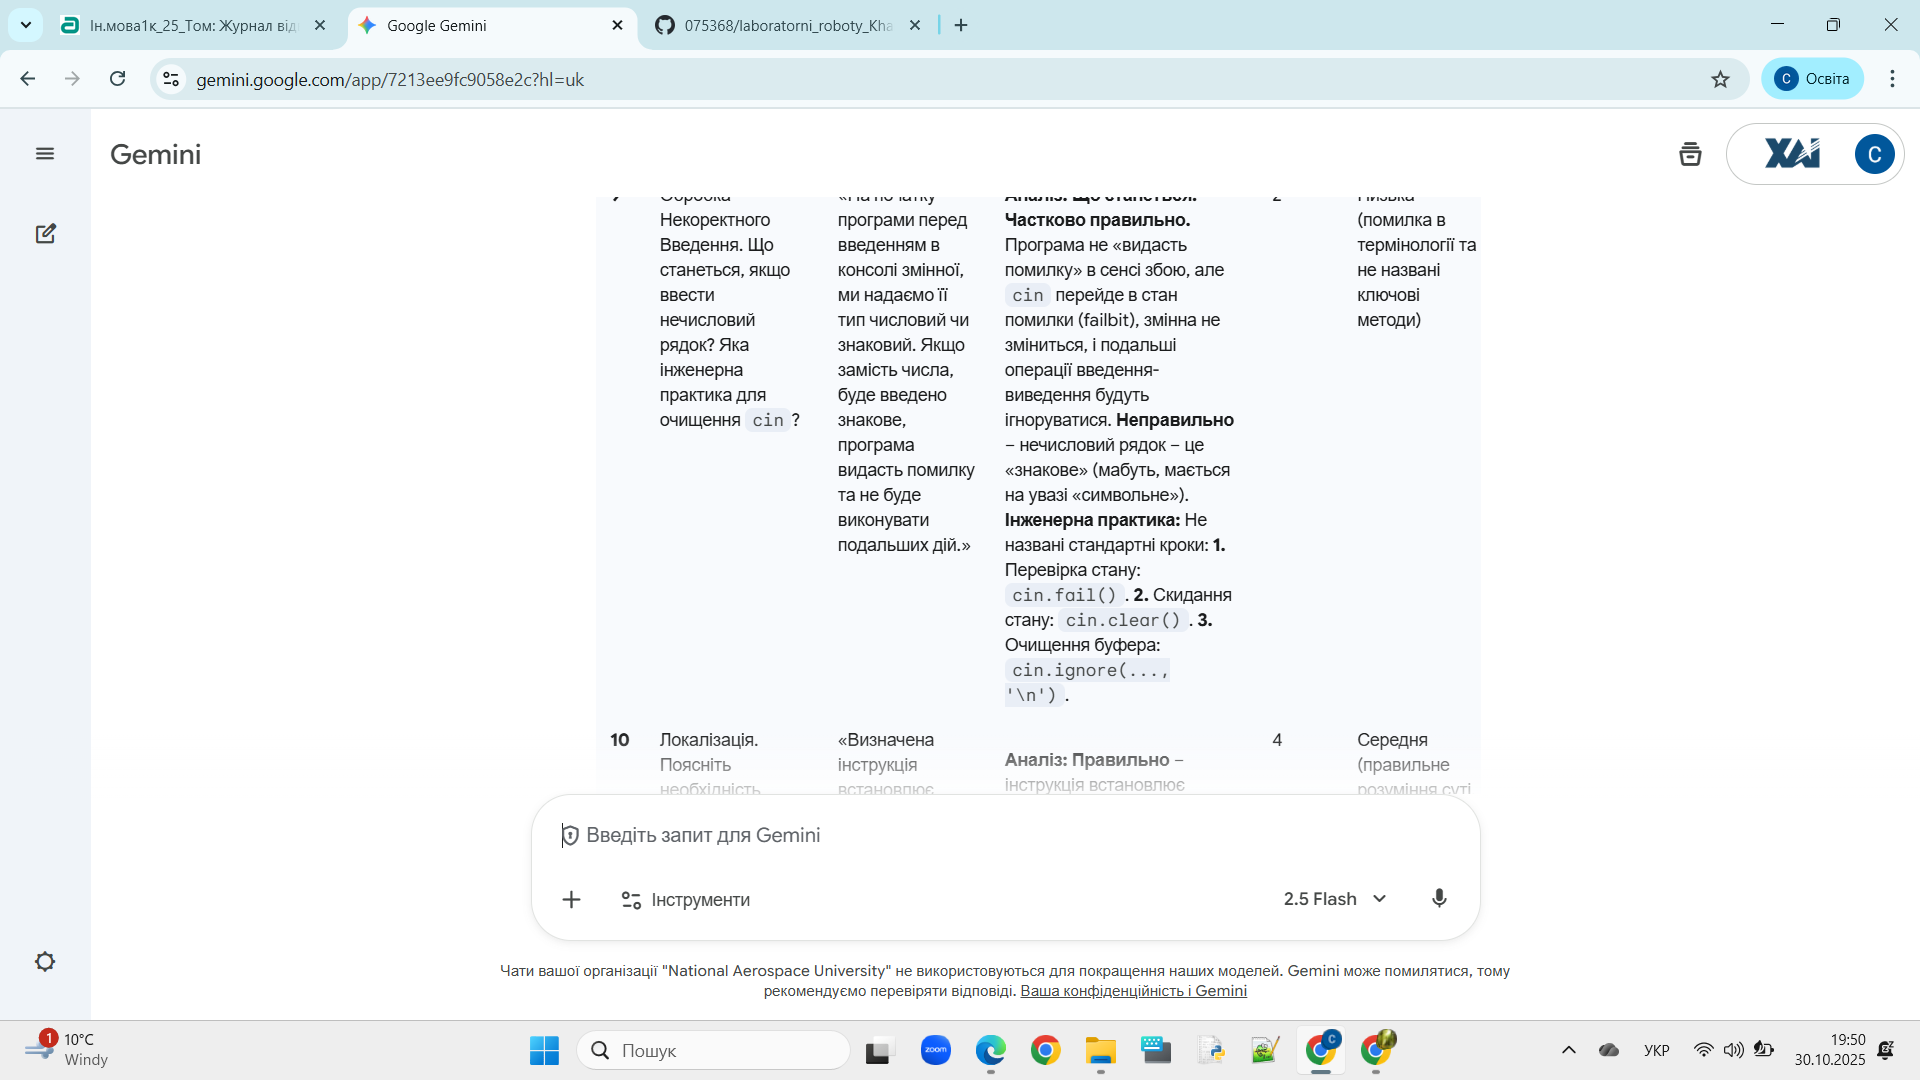 Ін.мова1к_25_Том: Журнал від
Google Gemini
075368/laboratorni_roboty_Kha
gemini.google.com/app/7213ee9fc9058e2c?hl=uk
С Освіта
Gemini
ХАІ
C
Некоректного
Введення. Що
станеться, якщо
ввести
нечисловий
рядок? Яка
інженерна
практика для
очищення cin ?
«На початку
програми перед
введенням в
консолі змінної,
ми надаємо її
тип числовий чи
знаковий. Якщо
замість числа,
буде введено
знакове,
програма
видасть помилку
та не буде
виконувати
подальших дій.»
Аналіз: Що станеться:
Частково правильно.
Програма не «видасть
помилку» в сенсі збою, але
cin перейде в стан
помилки (failbit), змінна не
зміниться, і подальші
операції введення-
виведення будуть
ігноруватися. Неправильно
– нечисловий рядок – це
«знакове» (мабуть, мається
на увазі «символьне»).
Інженерна практика: Не
названі стандартні кроки: 1.
Перевірка стану:
cin.fail() . 2. Скидання
стану: cin.clear() . 3.
Очищення буфера:
cin.ignore(...,
'\n') .
2
Низька
(помилка в
термінології та
не названі
ключові
методи)
10
Локалізація.
Поясніть
необхідність
«Визначена
інструкція
встановлює
Аналіз: Правильно –
інструкція встановлює
4
Середня
(правильне
розуміння суті
Введіть запит для Gemini
Інструменти
2.5 Flash
Чати вашої організації "National Aerospace University" не використовуються для покращення наших моделей. Gemini може помилятися, тому
рекомендуємо перевіряти відповіді. Ваша конфіденційність і Gemini
1
10°C
Windy
Пошук
zoom
C
УКР
19:50
30.10.2025